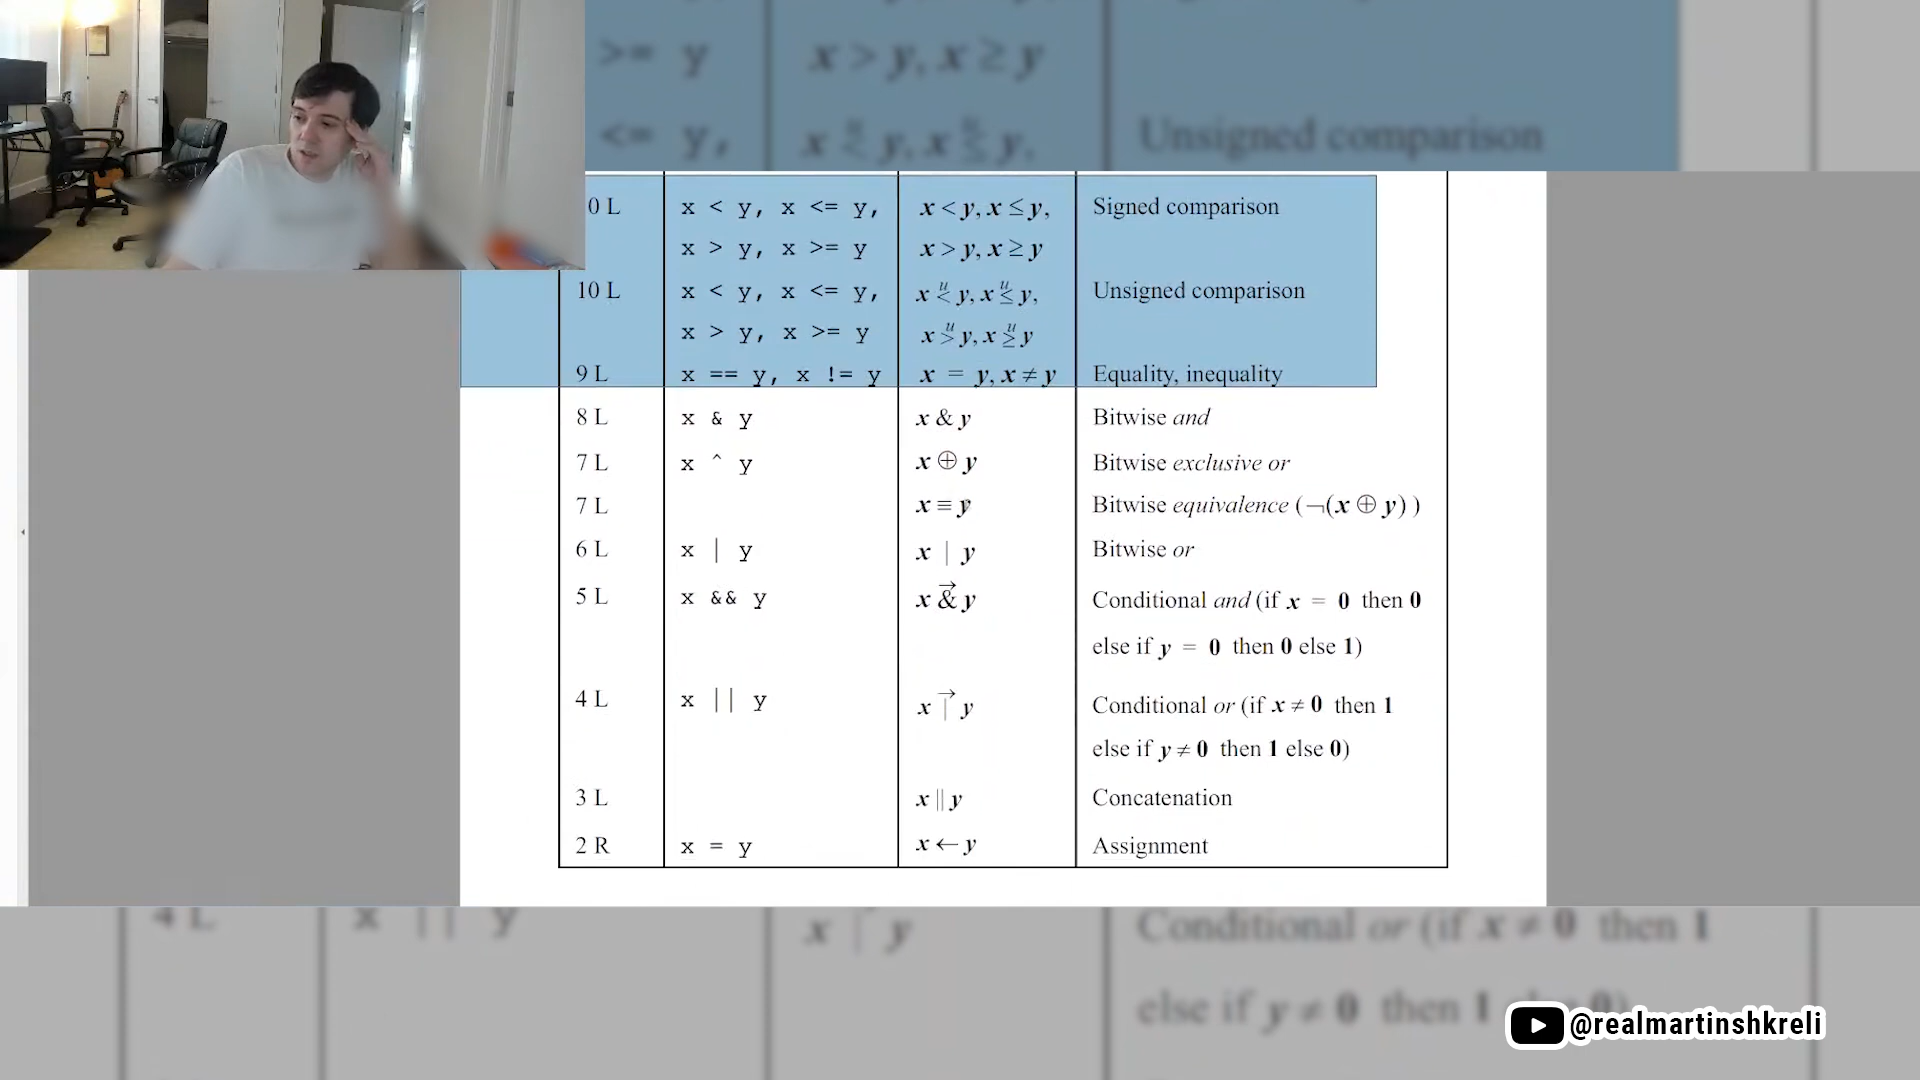 >= y x > y, x ≥ y
<= y, x <ᵘ y, x ≤ᵘ y, Unsigned comparison
0 L x < y, x <= y, x < y, x ≤ y, Signed comparison
x > y, x >= y x > y, x ≥ y
10 L x < y, x <= y, x <ᵘ y, x ≤ᵘ y, Unsigned comparison
x > y, x >= y x >ᵘ y, x ≥ᵘ y
9 L x == y, x != y x = y, x ≠ y Equality, inequality
8 L x & y x & y Bitwise and
7 L x ^ y x ⊕ y Bitwise exclusive or
7 L x ≡ y Bitwise equivalence (¬(x ⊕ y))
6 L x | y x | y Bitwise or
5 L x && y x &⃗ y Conditional and (if x = 0 then 0
else if y = 0 then 0 else 1)
4 L x || y x |⃗ y Conditional or (if x ≠ 0 then 1
else if y ≠ 0 then 1 else 0)
3 L x || y Concatenation
2 R x = y x ← y Assignment
4 L x || y x | y Conditional or (if x ≠ 0 then 1
else if y ≠ 0 then 1 else 0)
@realmartinshkreli